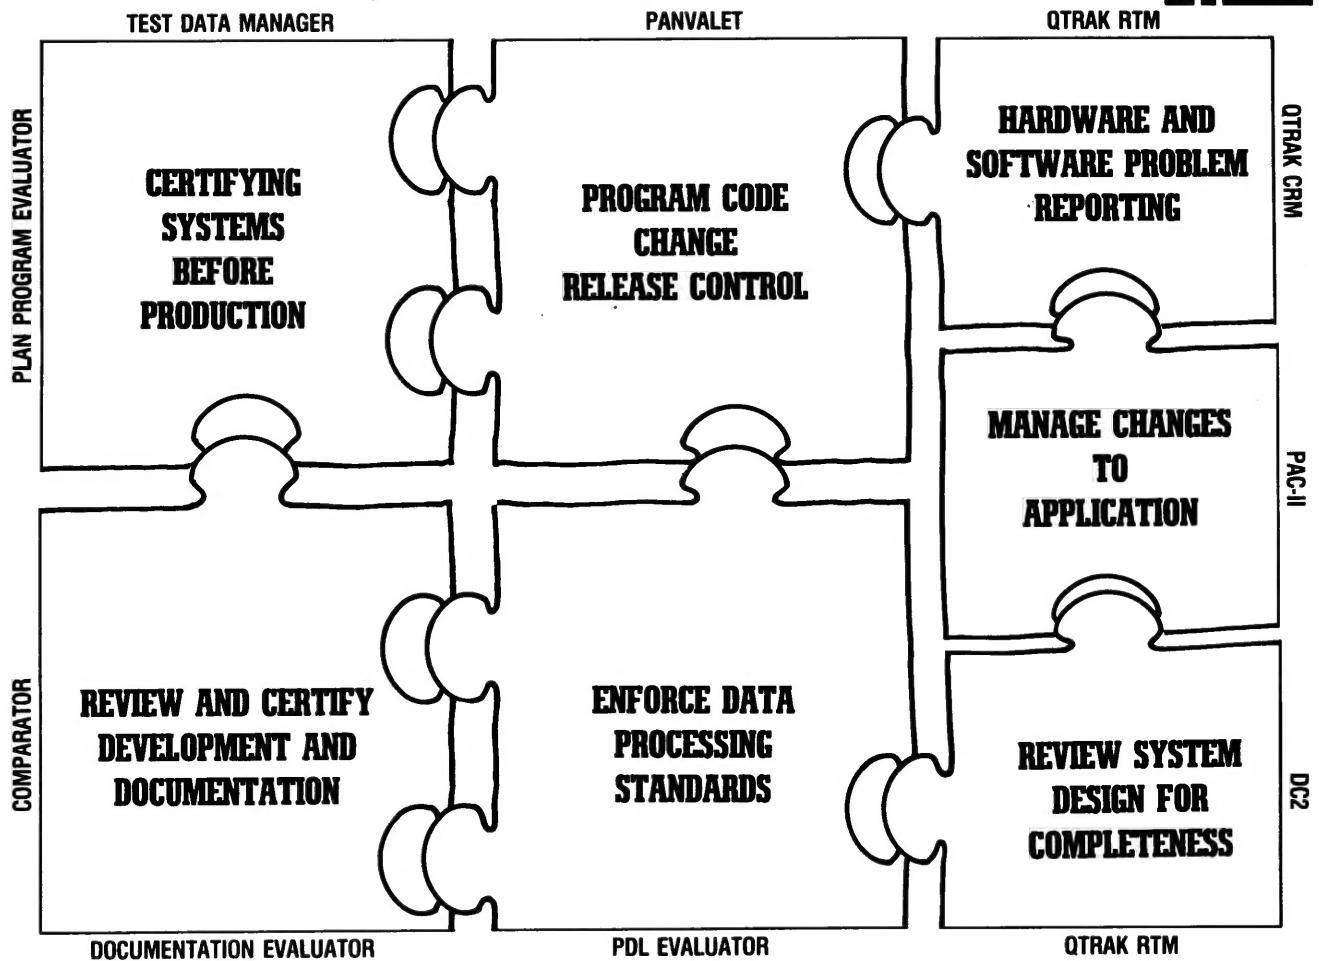 TEST DATA MANAGER
PANVALET
QTRAK RTM
PLAN PROGRAM EVALUATOR
CERTIFYING
SYSTEMS
BEFORE
PRODUCTION
PROGRAM CODE
CHANGE
RELEASE CONTROL
HARDWARE AND
SOFTWARE PROBLEM
REPORTING
QTRAK CRM
MANAGE CHANGES
TO
APPLICATION
PAC-II
COMPARATOR
REVIEW AND CERTIFY
DEVELOPMENT AND
DOCUMENTATION
ENFORCE DATA
PROCESSING
STANDARDS
REVIEW SYSTEM
DESIGN FOR
COMPLETENESS
DC2
DOCUMENTATION EVALUATOR
PDL EVALUATOR
QTRAK RTM